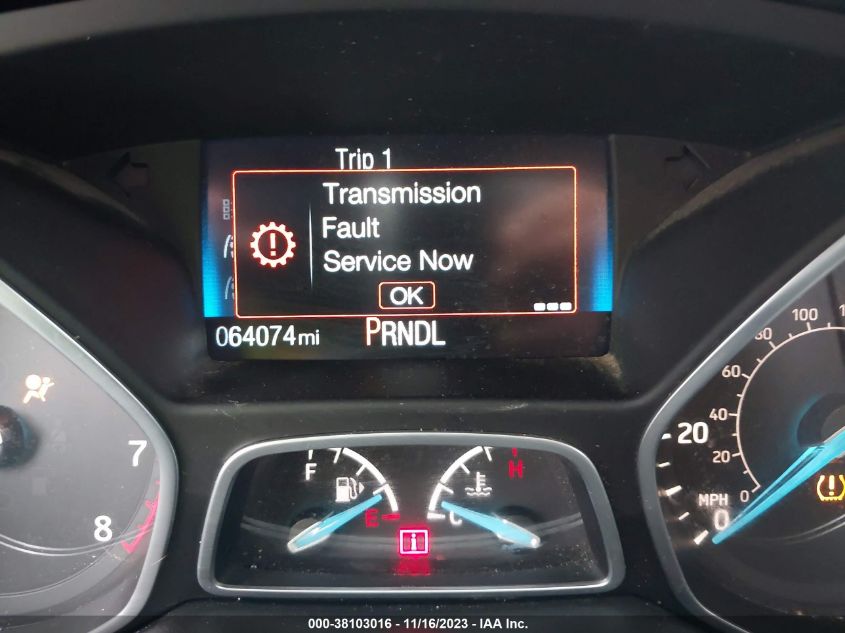 Trip 1
Transmission
Fault
Service Now
OK
064074mi PRNDL
7
8
F
E
H
C
i
20
MPH
0
0
20
40
60
80
100
000-38103016 - 11/16/2023 - IAA Inc.